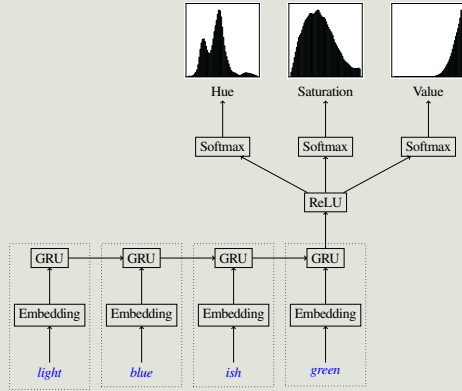 Hue Saturation Value
Softmax Softmax Softmax
ReLU
GRU GRU GRU GRU
Embedding Embedding Embedding Embedding
light blue ish green